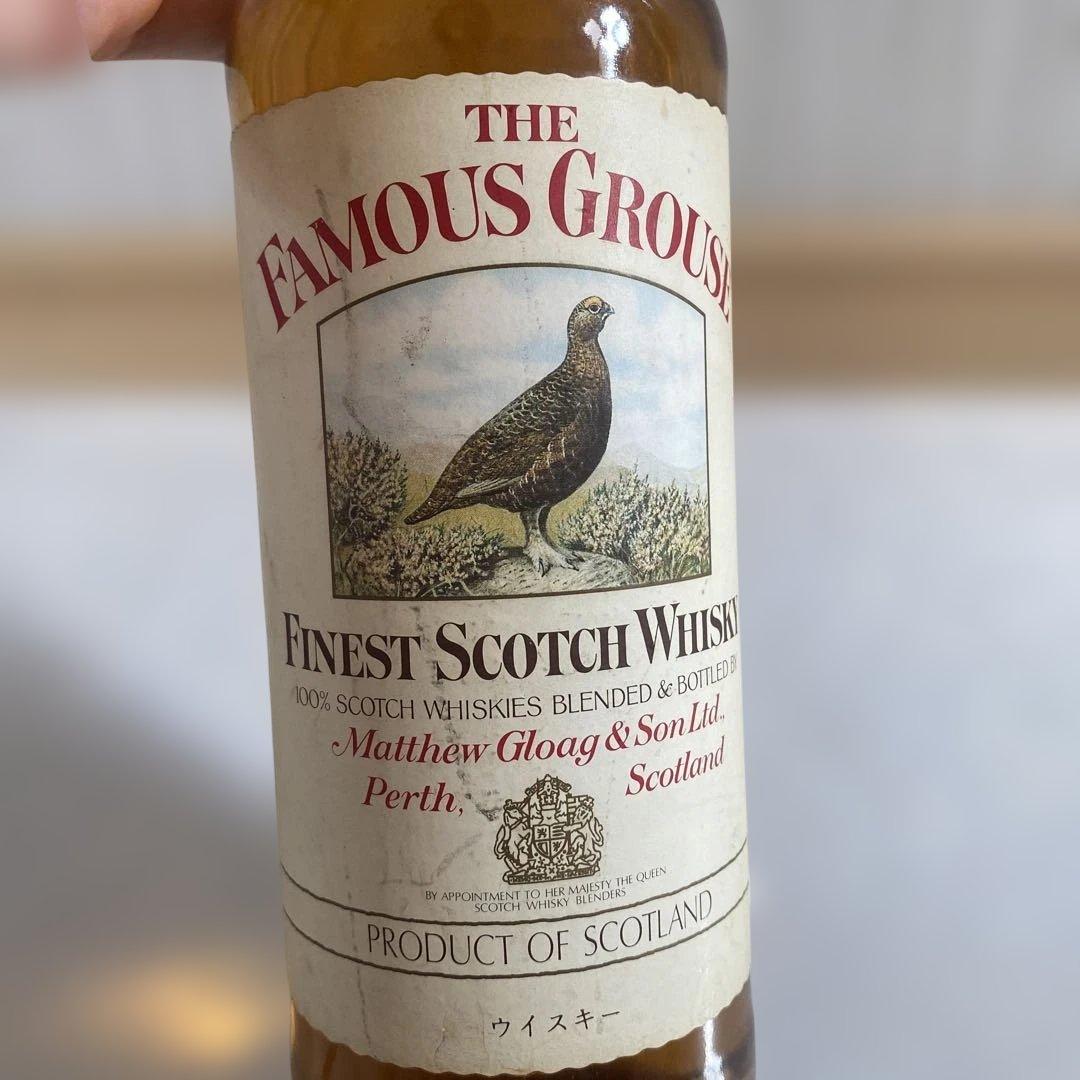 THE
FAMOUS GROUSE
FINEST SCOTCH WHISKY
100% SCOTCH WHISKIES BLENDED & BOTTLED BY
Matthew Gloag & Son Ltd.,
Perth, Scotland
BY APPOINTMENT TO HER MAJESTY THE QUEEN
SCOTCH WHISKY BLENDERS
PRODUCT OF SCOTLAND
ウイスキー